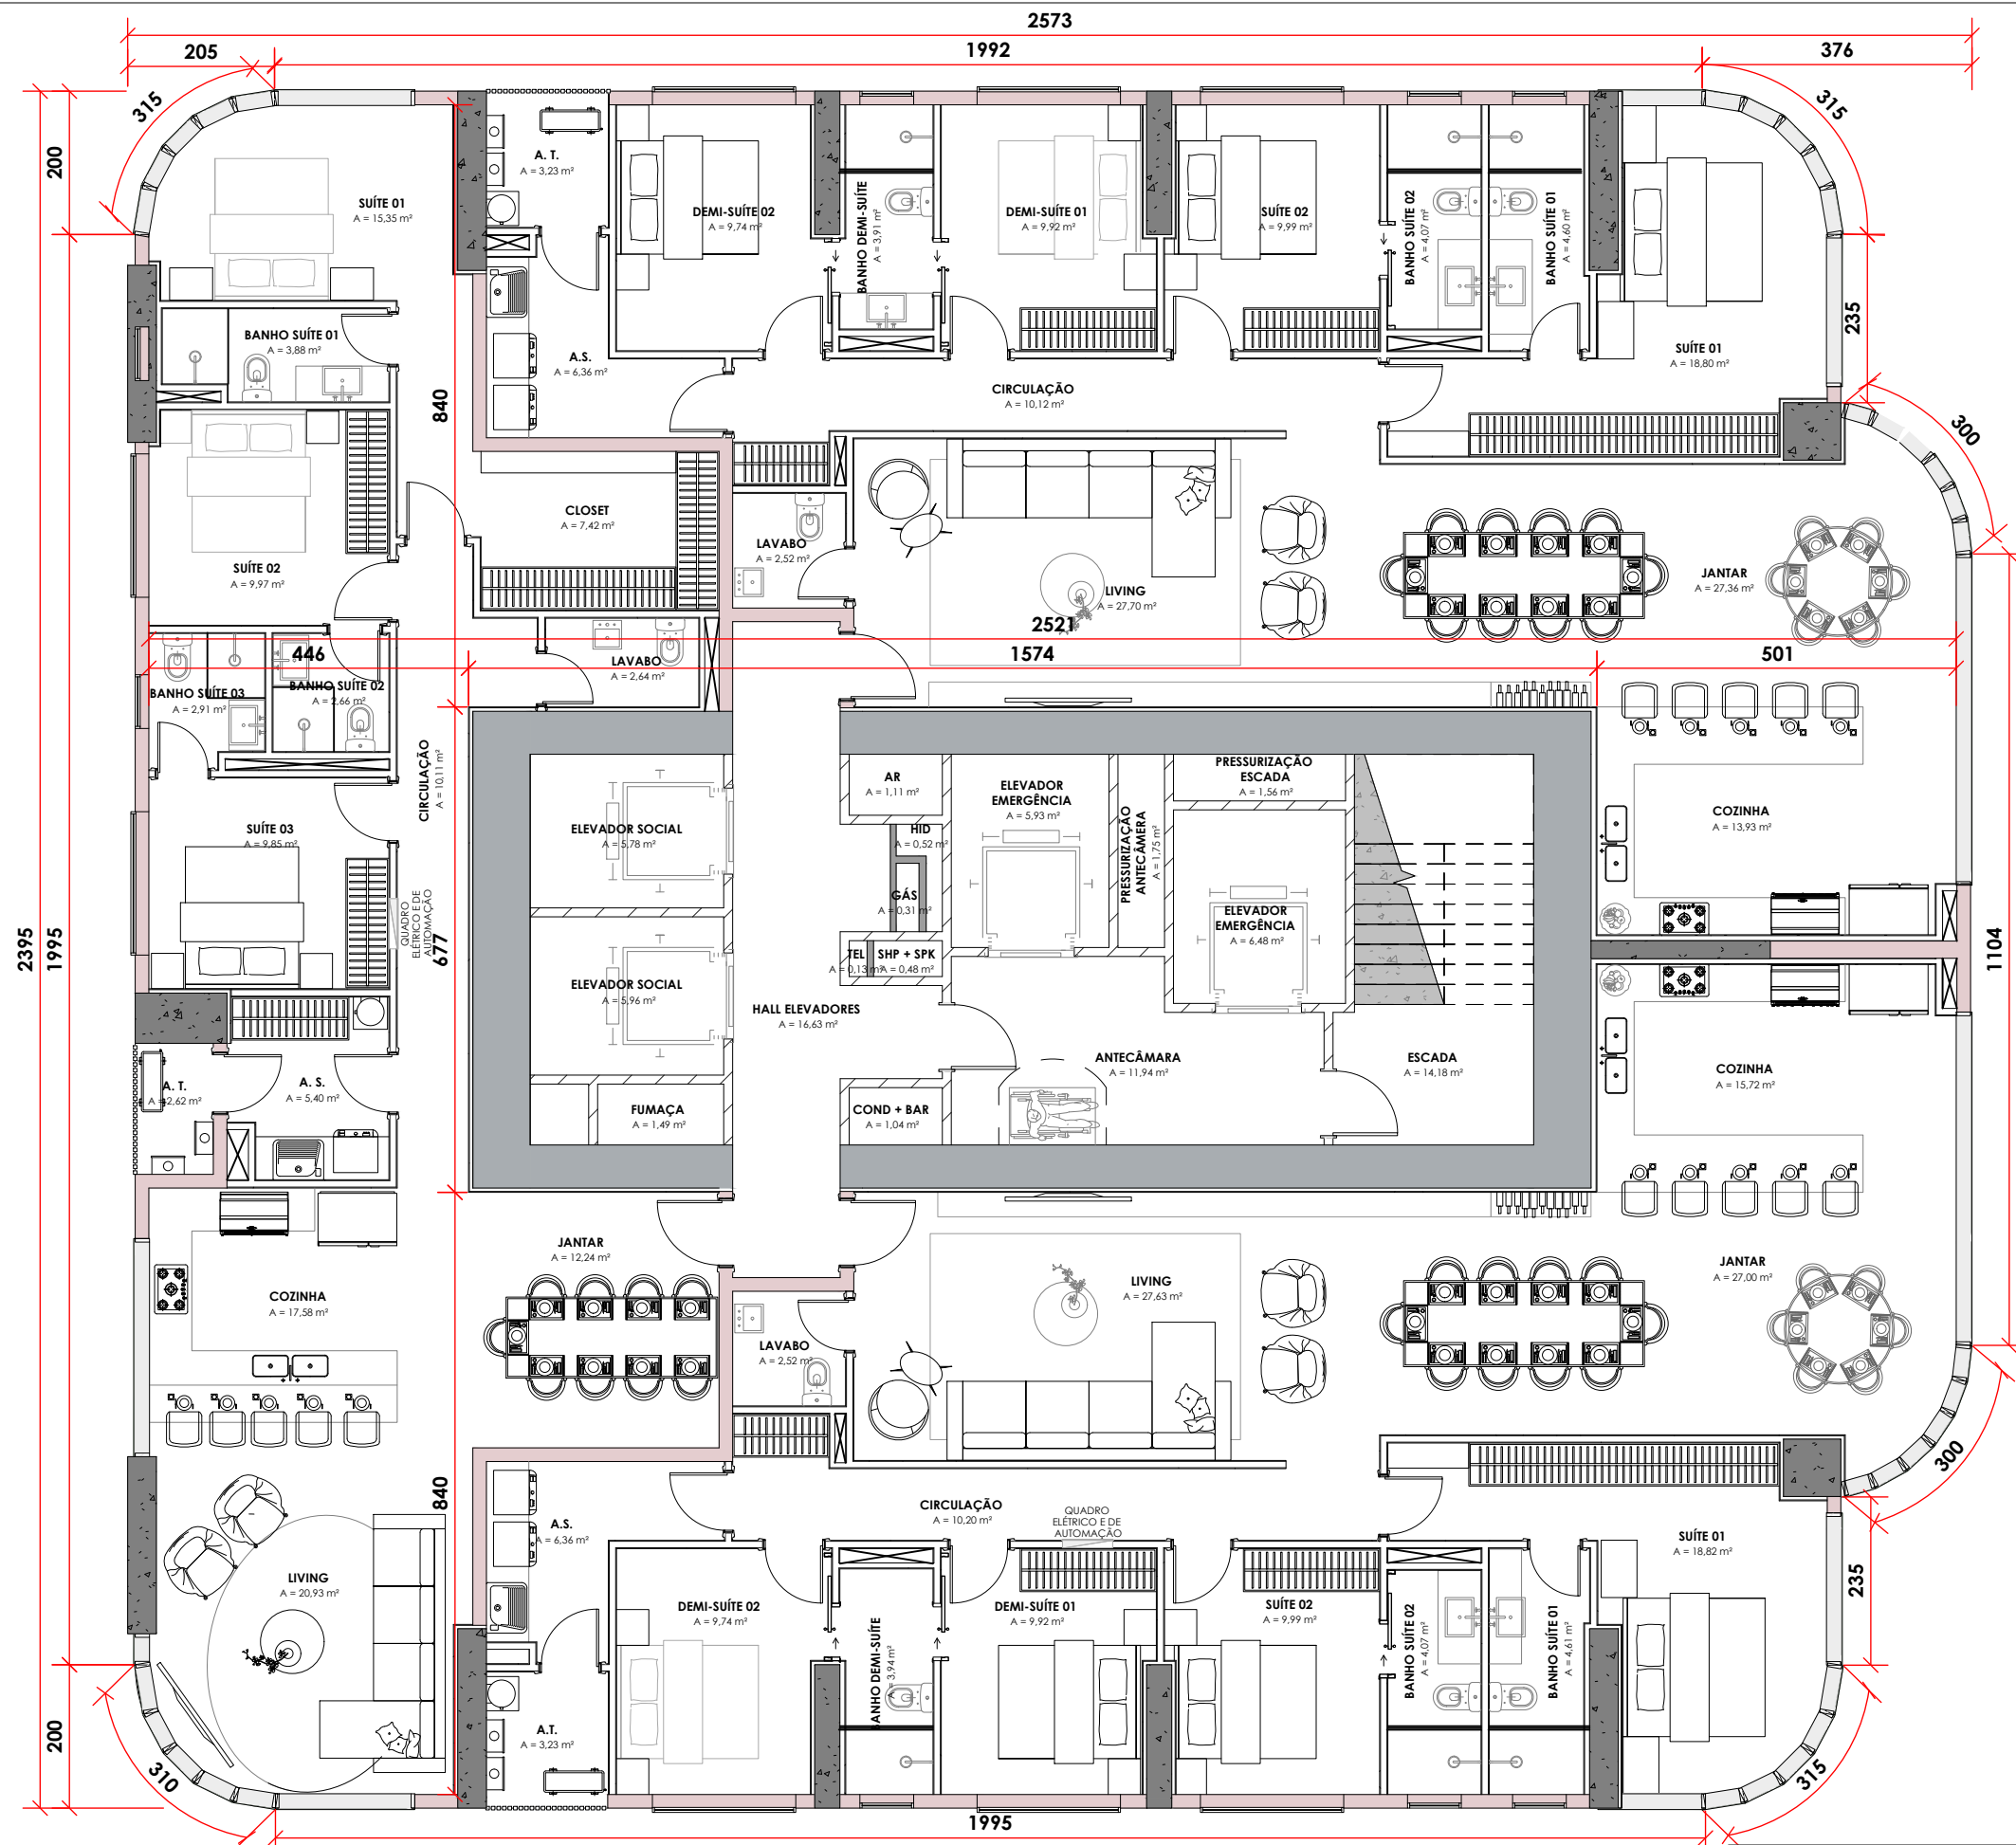 2573
205
1992
376
315
315
200
A. T.
A = 3,23 m²
SUÍTE 01
A = 15,35 m²
DEMI-SUÍTE 02
A = 9,74 m²
BANHO DEMI-SUÍTE
A = 3,91 m²
DEMI-SUÍTE 01
A = 9,92 m²
SUÍTE 02
A = 9,99 m²
BANHO SUÍTE 02
A = 4,07 m²
BANHO SUÍTE 01
A = 4,60 m²
SUÍTE 01
A = 18,80 m²
235
BANHO SUÍTE 01
A = 3,88 m²
A.S.
A = 6,36 m²
840
CIRCULAÇÃO
A = 10,12 m²
300
CLOSET
A = 7,42 m²
LAVABO
A = 2,52 m²
SUÍTE 02
A = 9,97 m²
LIVING
A = 27,70 m²
JANTAR
A = 27,36 m²
2521
446
1574
501
LAVABO
A = 2,64 m²
BANHO SUÍTE 03
A = 2,91 m²
BANHO SUÍTE 02
A = 2,66 m²
CIRCULAÇÃO
A = 10,11 m²
AR
A = 1,11 m²
ELEVADOR
EMERGÊNCIA
A = 5,93 m²
PRESSURIZAÇÃO
ESCADA
A = 1,56 m²
PRESSURIZAÇÃO
ANTECÂMERA
A = 1,75 m²
COZINHA
A = 13,93 m²
SUÍTE 03
A = 9,85 m²
ELEVADOR SOCIAL
A = 5,78 m²
HID
A = 0,52 m²
GÁS
A = 0,31 m²
ELEVADOR
EMERGÊNCIA
A = 6,48 m²
QUADRO
ELÉTRICO E DE
AUTOMAÇÃO
677
2395
1995
1104
TEL
A = 0,13 m²
SHP + SPK
A = 0,48 m²
ELEVADOR SOCIAL
A = 5,96 m²
HALL ELEVADORES
A = 16,63 m²
ANTECÂMARA
A = 11,94 m²
ESCADA
A = 14,18 m²
COZINHA
A = 15,72 m²
A. T.
A = 2,62 m²
A. S.
A = 5,40 m²
FUMAÇA
A = 1,49 m²
COND + BAR
A = 1,04 m²
JANTAR
A = 12,24 m²
LIVING
A = 27,63 m²
JANTAR
A = 27,00 m²
COZINHA
A = 17,58 m²
LAVABO
A = 2,52 m²
300
840
CIRCULAÇÃO
A = 10,20 m²
QUADRO
ELÉTRICO E DE
AUTOMAÇÃO
A.S.
A = 6,36 m²
SUÍTE 01
A = 18,82 m²
235
LIVING
A = 20,93 m²
DEMI-SUÍTE 02
A = 9,74 m²
BANHO DEMI-SUÍTE
A = 3,94 m²
DEMI-SUÍTE 01
A = 9,92 m²
SUÍTE 02
A = 9,99 m²
BANHO SUÍTE 02
A = 4,07 m²
BANHO SUÍTE 01
A = 4,61 m²
200
A.T.
A = 3,23 m²
310
315
1995